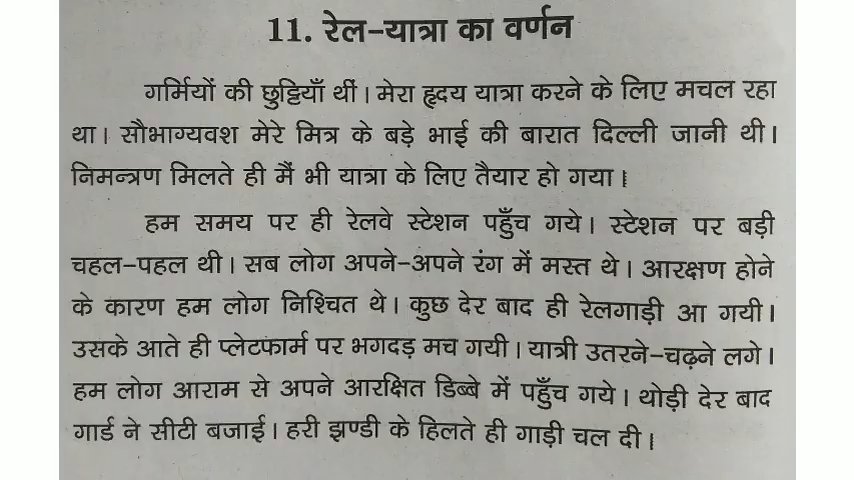 11. रेल-यात्रा का वर्णन
गर्मियों की छुट्टियाँ थीं। मेरा हृदय यात्रा करने के लिए मचल रहा
था। सौभाग्यवश मेरे मित्र के बड़े भाई की बारात दिल्ली जानी थी।
निमन्त्रण मिलते ही मैं भी यात्रा के लिए तैयार हो गया।
हम समय पर ही रेलवे स्टेशन पहुँच गये। स्टेशन पर बड़ी
चहल-पहल थी। सब लोग अपने-अपने रंग में मस्त थे। आरक्षण होने
के कारण हम लोग निश्चित थे। कुछ देर बाद ही रेलगाड़ी आ गयी।
उसके आते ही प्लेटफार्म पर भगदड़ मच गयी। यात्री उतरने-चढ़ने लगे।
हम लोग आराम से अपने आरक्षित डिब्बे में पहुँच गये। थोड़ी देर बाद
गार्ड ने सीटी बजाई। हरी झण्डी के हिलते ही गाड़ी चल दी।